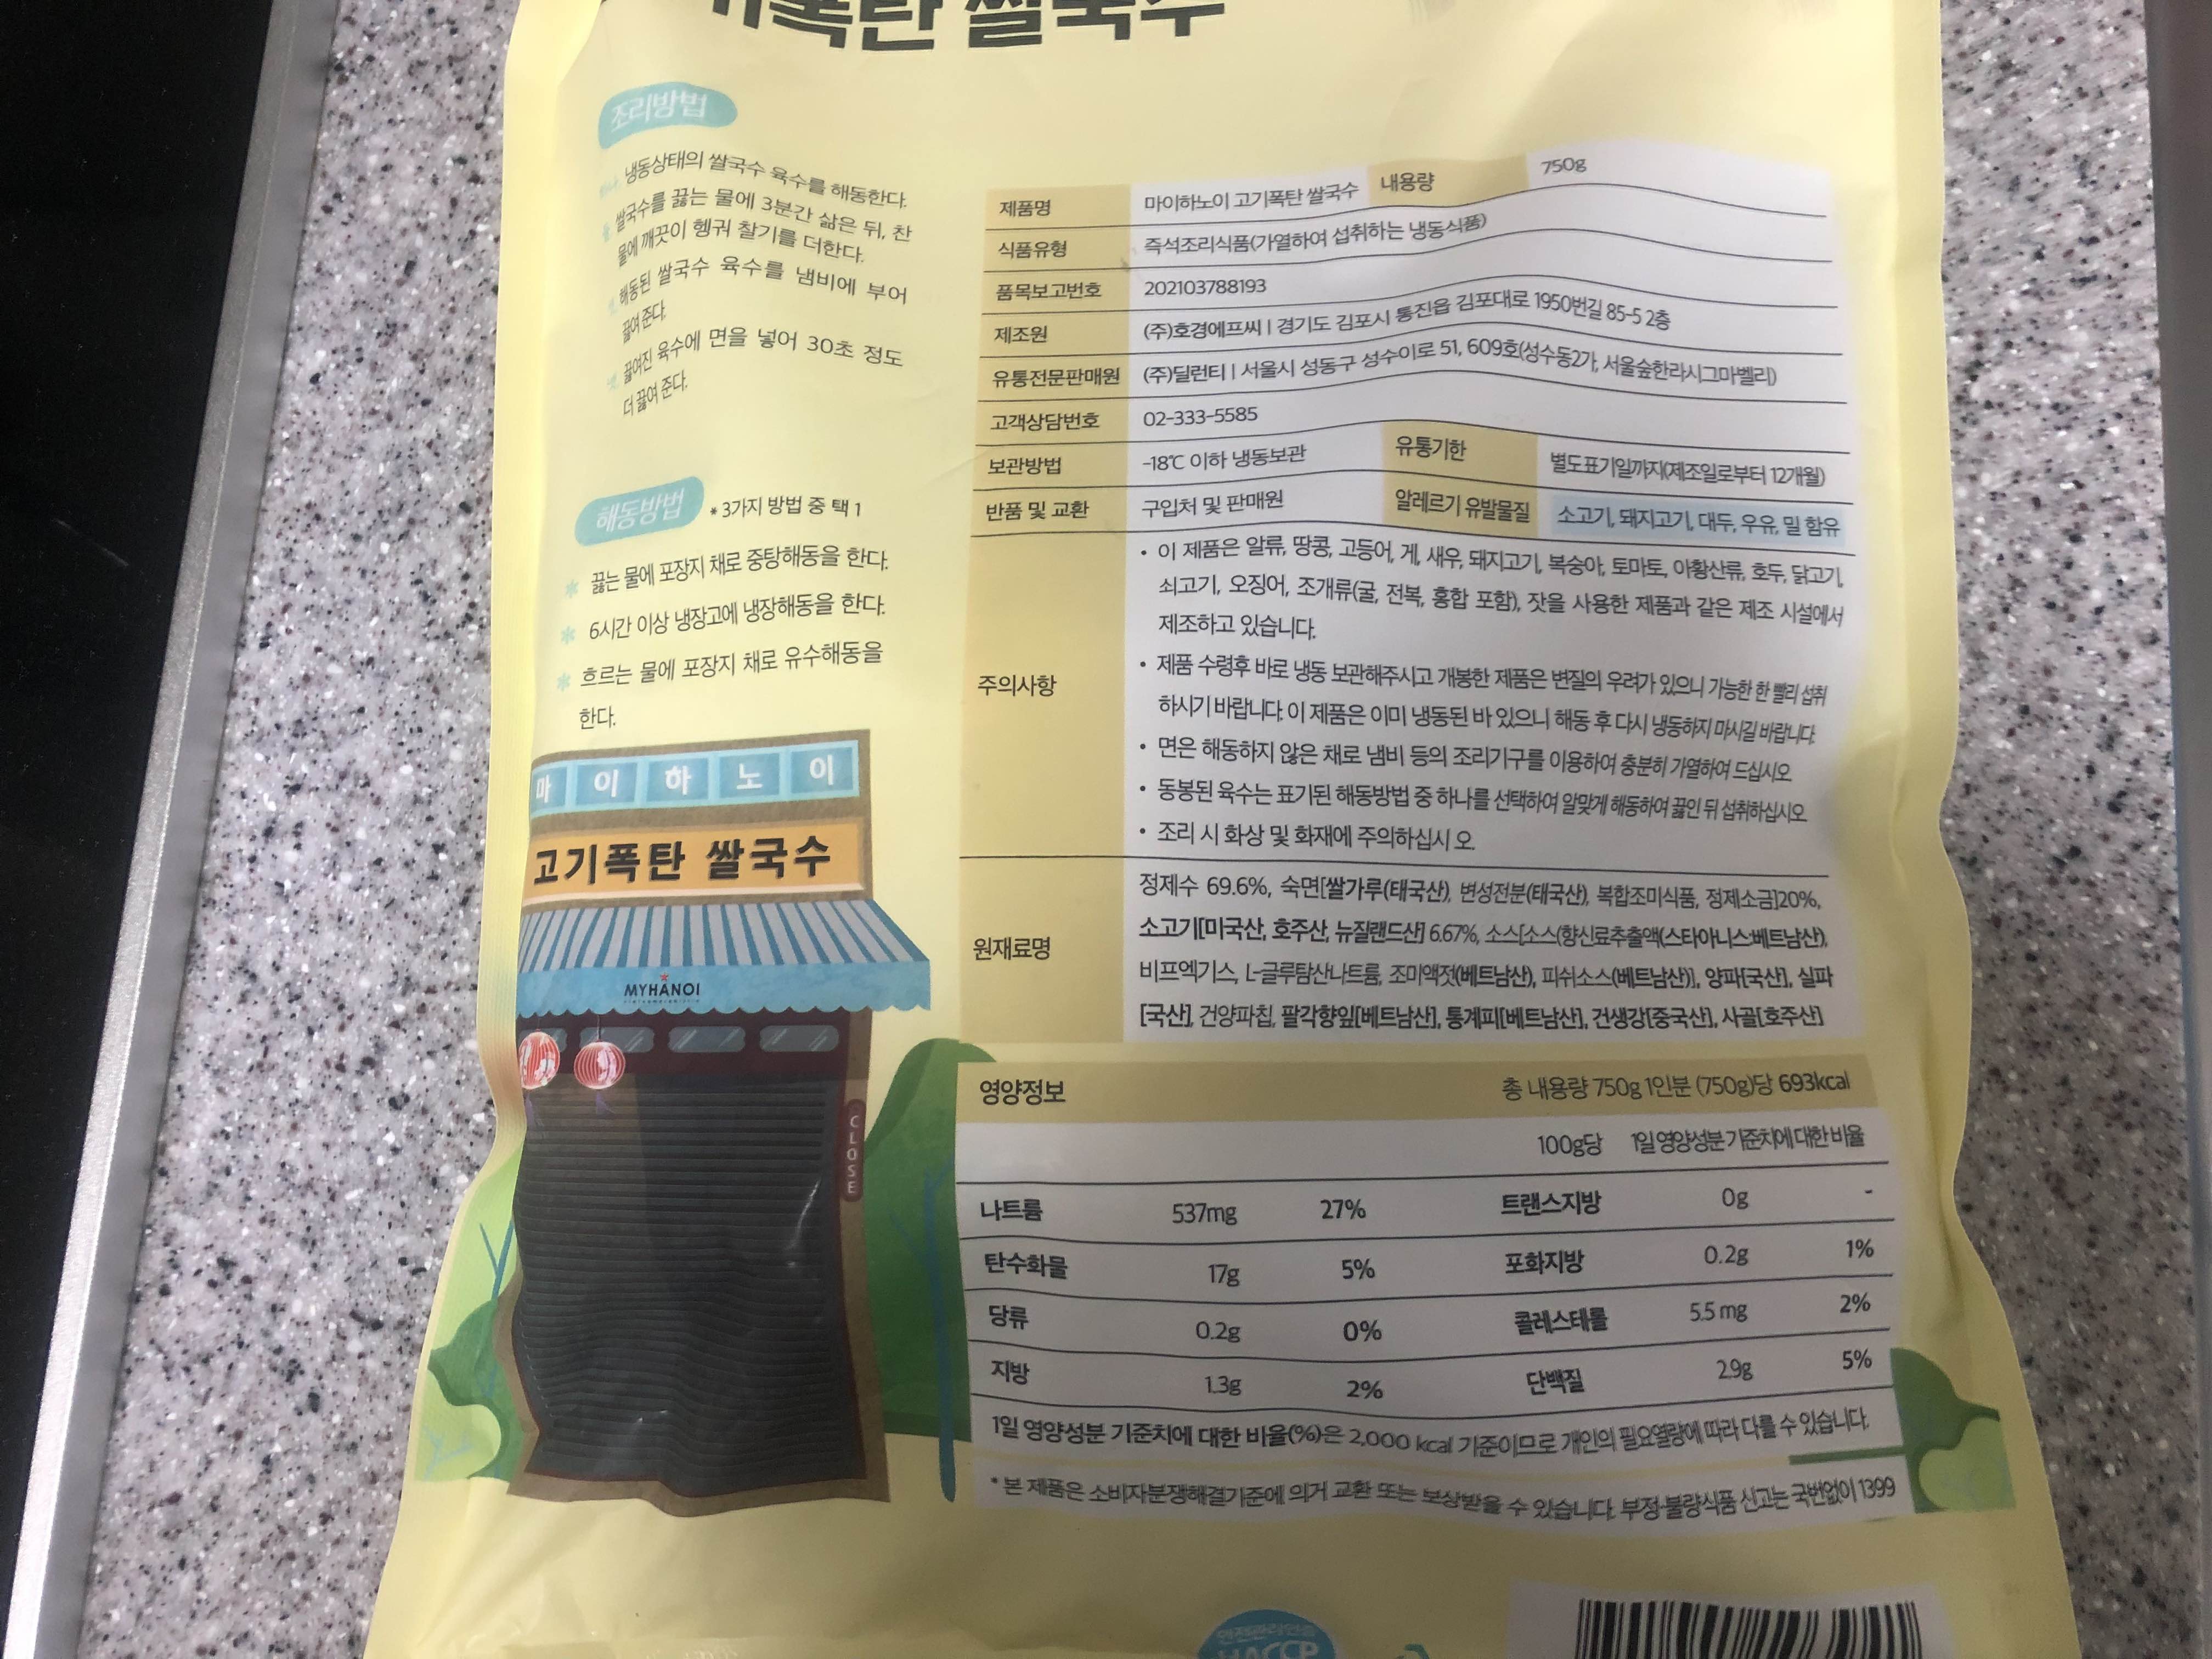 폭탄 쌀국수
조리방법
냉동상태의 쌀국수 육수를 해동한다.
쌀국수를 끓는 물에 3분간 삶은 뒤, 찬
물에 깨끗이 헹궈 찰기를 더한다.
해동된 쌀국수 육수를 냄비에 부어
끓여 준다.
끓여진 육수에 면을 넣어 30초 정도
더 끓여 준다.
해동방법 * 3가지 방법 중 택 1
* 끓는 물에 포장지 채로 중탕해동을 한다.
* 6시간 이상 냉장고에 냉장해동을 한다.
* 흐르는 물에 포장지 채로 유수해동을
한다.
마이하노이
고기폭탄 쌀국수
MYHANOI
CLOSE
제품명 마이하노이 고기폭탄 쌀국수 내용량 750g
식품유형 즉석조리식품(가열하여 섭취하는 냉동식품)
품목보고번호 202103788193
제조원 (주)호경에프씨 | 경기도 김포시 통진읍 김포대로 1950번길 85-5 2층
유통전문판매원 (주)딜런티 | 서울시 성동구 성수이로 51, 609호(성수동2가, 서울숲한라시그마밸리)
고객상담번호 02-333-5585
보관방법 -18℃ 이하 냉동보관 유통기한 별도표기일까지(제조일로부터 12개월)
반품 및 교환 구입처 및 판매원 알레르기 유발물질 소고기, 돼지고기, 대두, 우유, 밀 함유
주의사항
• 이 제품은 알류, 땅콩, 고등어, 게, 새우, 돼지고기, 복숭아, 토마토, 아황산류, 호두, 닭고기,
쇠고기, 오징어, 조개류(굴, 전복, 홍합 포함), 잣을 사용한 제품과 같은 제조 시설에서
제조하고 있습니다.
• 제품 수령후 바로 냉동 보관해주시고 개봉한 제품은 변질의 우려가 있으니 가능한 한 빨리 섭취
하시기 바랍니다. 이 제품은 이미 냉동된 바 있으니 해동 후 다시 냉동하지 마시길 바랍니다.
• 면은 해동하지 않은 채로 냄비 등의 조리기구를 이용하여 충분히 가열하여 드십시오
• 동봉된 육수는 표기된 해동방법 중 하나를 선택하여 알맞게 해동하여 끓인 뒤 섭취하십시오
• 조리 시 화상 및 화재에 주의하십시 오.
원재료명
정제수 69.6%, 숙면[쌀가루(태국산), 변성전분(태국산), 복합조미식품, 정제소금]20%,
소고기[미국산, 호주산, 뉴질랜드산] 6.67%, 소스[소스(향신료추출액(스타아니스:베트남산),
비프엑기스, L-글루탐산나트륨, 조미액젓(베트남산), 피쉬소스(베트남산)], 양파[국산], 실파
[국산], 건양파칩, 팔각향잎[베트남산], 통계피[베트남산], 건생강[중국산], 사골[호주산]
영양정보 총 내용량 750g 1인분 (750g)당 693kcal
100g당 1일 영양성분 기준치에 대한 비율
나트륨 537mg 27% 트랜스지방 0g -
탄수화물 17g 5% 포화지방 0.2g 1%
당류 0.2g 0% 콜레스테롤 5.5 mg 2%
지방 1.3g 2% 단백질 2.9g 5%
1일 영양성분 기준치에 대한 비율(%)은 2,000 kcal 기준이므로 개인의 필요열량에 따라 다를 수 있습니다.
* 본 제품은 소비자분쟁해결기준에 의거 교환 또는 보상받을 수 있습니다. 부정·불량식품 신고는 국번없이 1399
HACCP